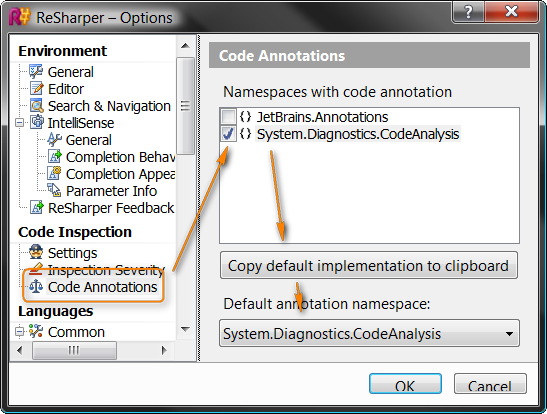 ReSharper – Options
Environment
General
Editor
Search & Navigation
IntelliSense
General
Completion Behav
Completion Appea
Parameter Info
ReSharper Feedback
Code Inspection
Settings
Inspection Severity
Code Annotations
Languages
Common
Code Annotations
Namespaces with code annotation
{} JetBrains.Annotations
{} System.Diagnostics.CodeAnalysis
Copy default implementation to clipboard
Default annotation namespace:
System.Diagnostics.CodeAnalysis
OK
Cancel